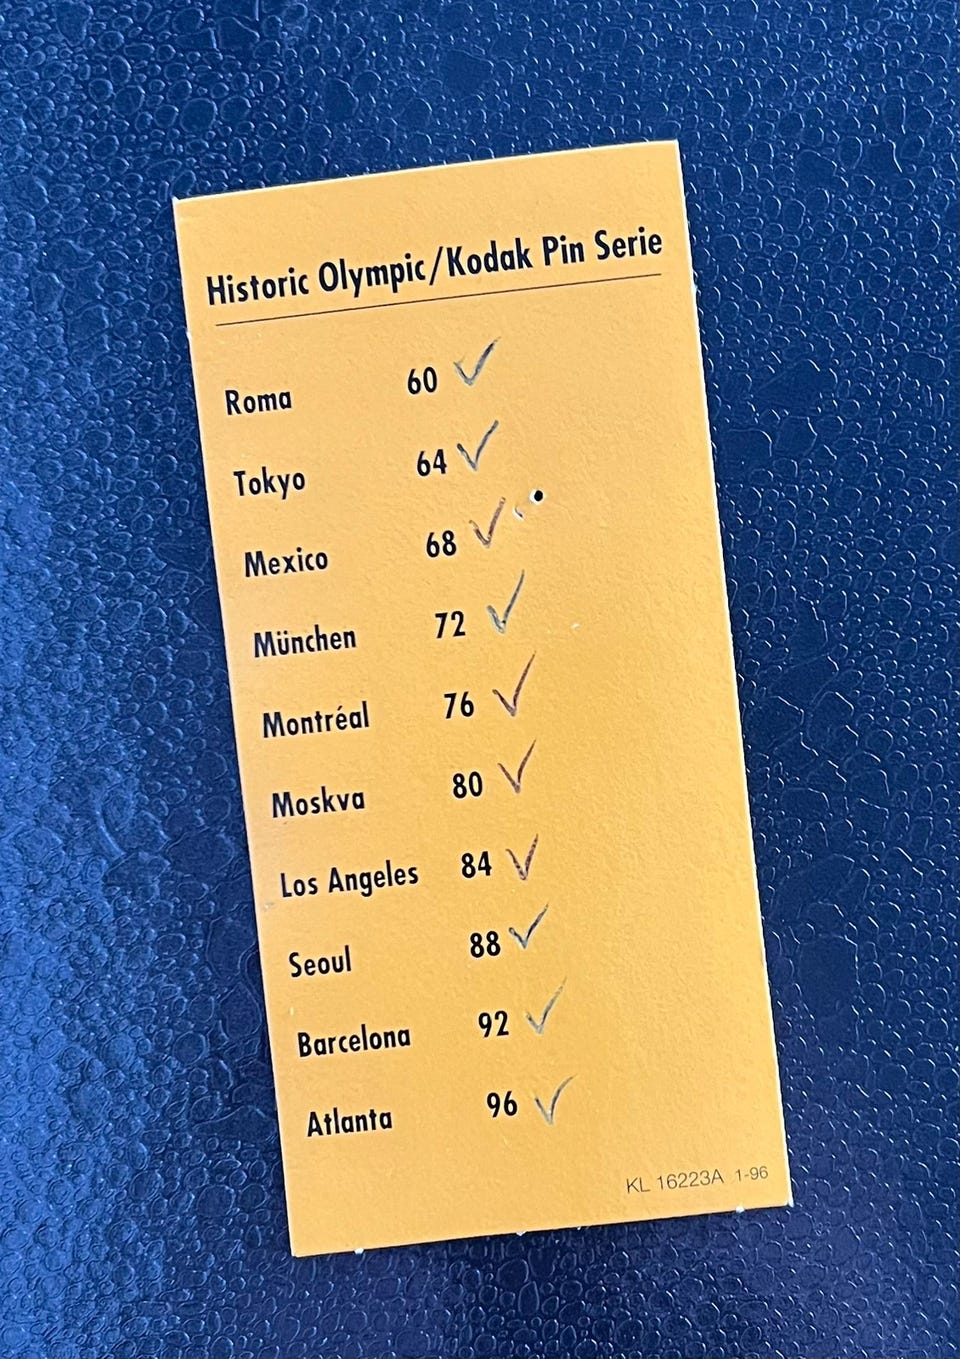 Historic Olympic/Kodak Pin Serie
Roma 60 ✓
Tokyo 64 ✓
Mexico 68 ✓
München 72 ✓
Montréal 76 ✓
Moskva 80 ✓
Los Angeles 84 ✓
Seoul 88 ✓
Barcelona 92 ✓
Atlanta 96 ✓
KL 16223A 1-96